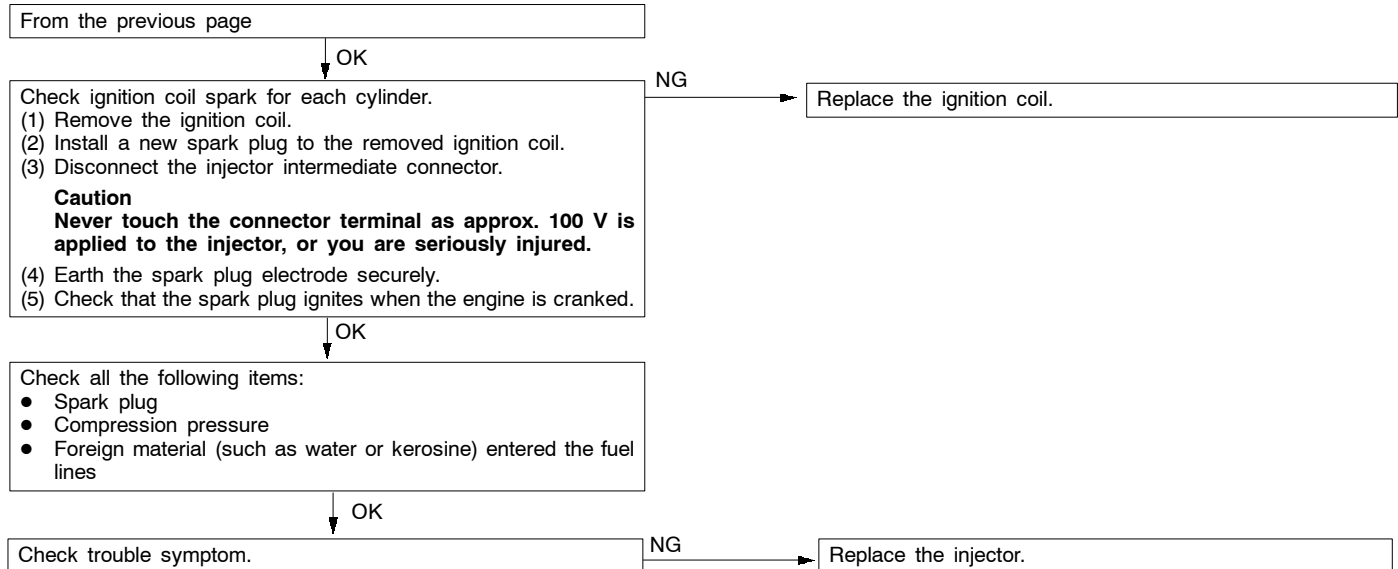 From the previous page
OK
Check ignition coil spark for each cylinder.
(1) Remove the ignition coil.
(2) Install a new spark plug to the removed ignition coil.
(3) Disconnect the injector intermediate connector.
Caution
Never touch the connector terminal as approx. 100 V is
applied to the injector, or you are seriously injured.
(4) Earth the spark plug electrode securely.
(5) Check that the spark plug ignites when the engine is cranked.
NG
Replace the ignition coil.
OK
Check all the following items:
● Spark plug
● Compression pressure
● Foreign material (such as water or kerosine) entered the fuel
lines
OK
Check trouble symptom.
NG
Replace the injector.